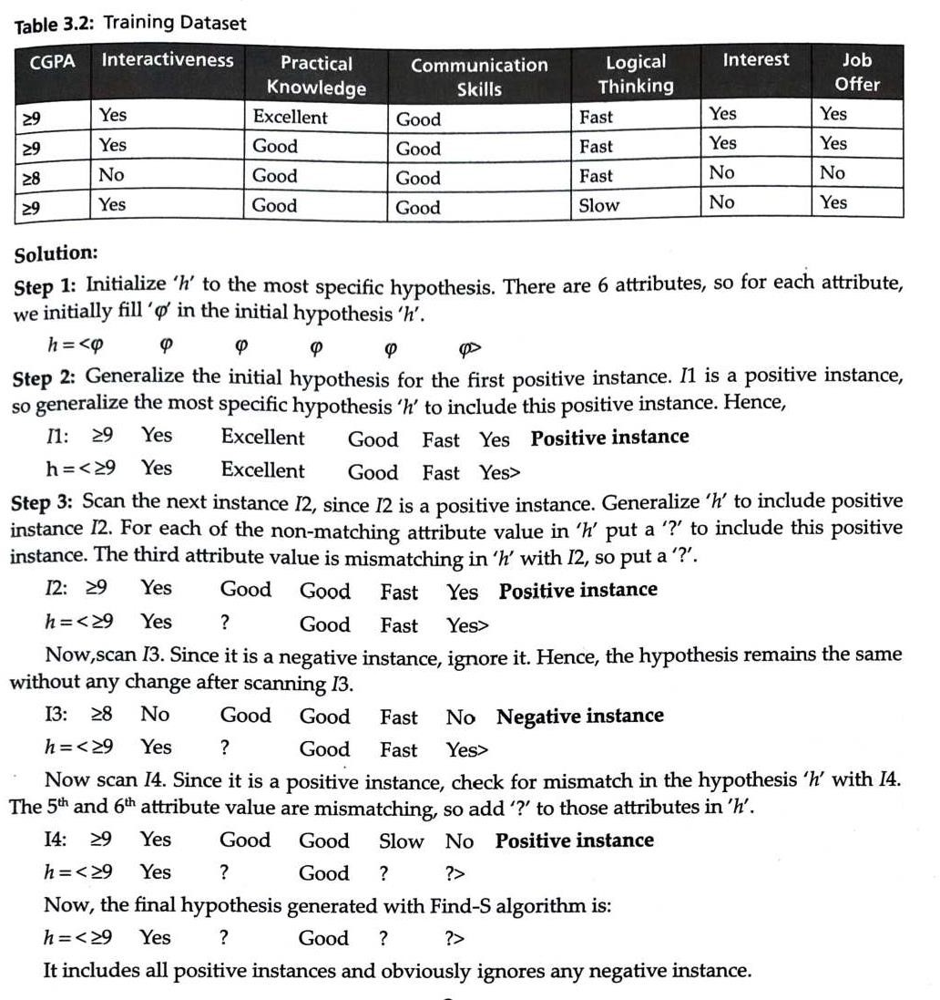 Table 3.2: Training Dataset
CGPA Interactiveness Practical Knowledge Communication Skills Logical Thinking Interest Job Offer
≥9 Yes Excellent Good Fast Yes Yes
≥9 Yes Good Good Fast Yes Yes
≥8 No Good Good Fast No No
≥9 Yes Good Good Slow No Yes
Solution:
Step 1: Initialize ‘h’ to the most specific hypothesis. There are 6 attributes, so for each attribute,
we initially fill ‘φ’ in the initial hypothesis ‘h’.
h = <φ φ φ φ φ φ>
Step 2: Generalize the initial hypothesis for the first positive instance. I1 is a positive instance,
so generalize the most specific hypothesis ‘h’ to include this positive instance. Hence,
I1: ≥9 Yes Excellent Good Fast Yes Positive instance
h = <≥9 Yes Excellent Good Fast Yes>
Step 3: Scan the next instance I2, since I2 is a positive instance. Generalize ‘h’ to include positive
instance I2. For each of the non-matching attribute value in ‘h’ put a ‘?’ to include this positive
instance. The third attribute value is mismatching in ‘h’ with I2, so put a ‘?’.
I2: ≥9 Yes Good Good Fast Yes Positive instance
h = <≥9 Yes ? Good Fast Yes>
Now,scan I3. Since it is a negative instance, ignore it. Hence, the hypothesis remains the same
without any change after scanning I3.
I3: ≥8 No Good Good Fast No Negative instance
h = <≥9 Yes ? Good Fast Yes>
Now scan I4. Since it is a positive instance, check for mismatch in the hypothesis ‘h’ with I4.
The 5th and 6th attribute value are mismatching, so add ‘?’ to those attributes in ‘h’.
I4: ≥9 Yes Good Good Slow No Positive instance
h = <≥9 Yes ? Good ? ?>
Now, the final hypothesis generated with Find-S algorithm is:
h = <≥9 Yes ? Good ? ?>
It includes all positive instances and obviously ignores any negative instance.